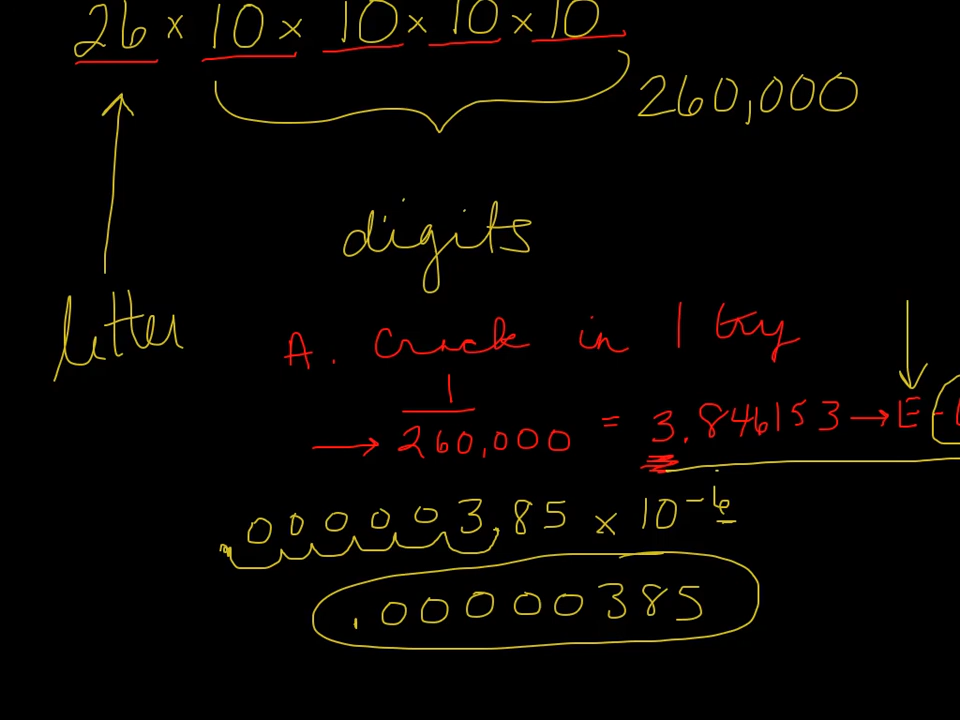 26 × 10 × 10 × 10 × 10
260,000
digits
letter
A. Crack in 1 try
1
→ 260,000 = 3.846153 → E -
000003.85 × 10⁻⁶
.00000385